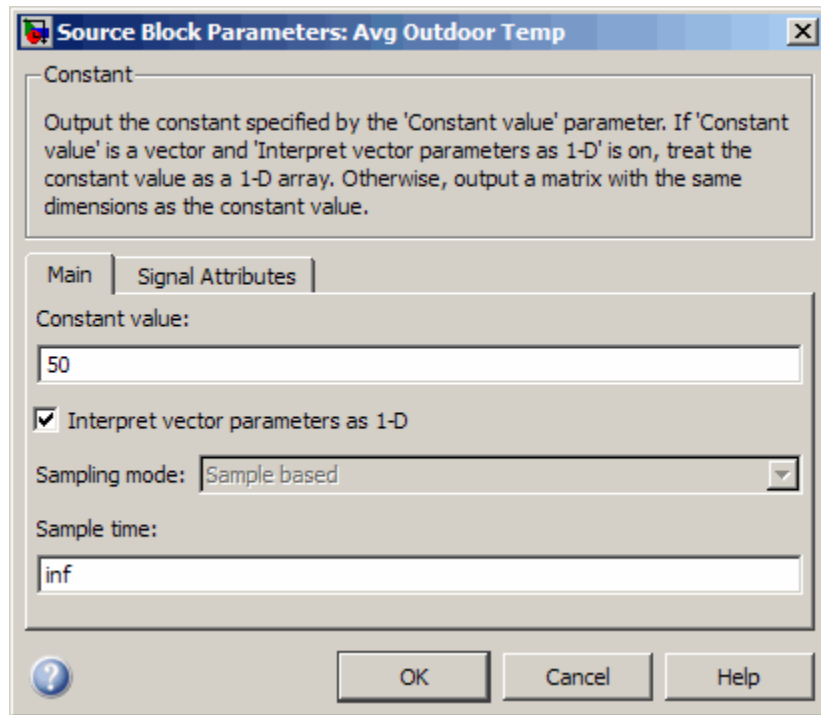 Source Block Parameters: Avg Outdoor Temp
Constant
Output the constant specified by the 'Constant value' parameter. If 'Constant
value' is a vector and 'Interpret vector parameters as 1-D' is on, treat the
constant value as a 1-D array. Otherwise, output a matrix with the same
dimensions as the constant value.
Main Signal Attributes
Constant value:
50
Interpret vector parameters as 1-D
Sampling mode: Sample based
Sample time:
inf
? OK Cancel Help